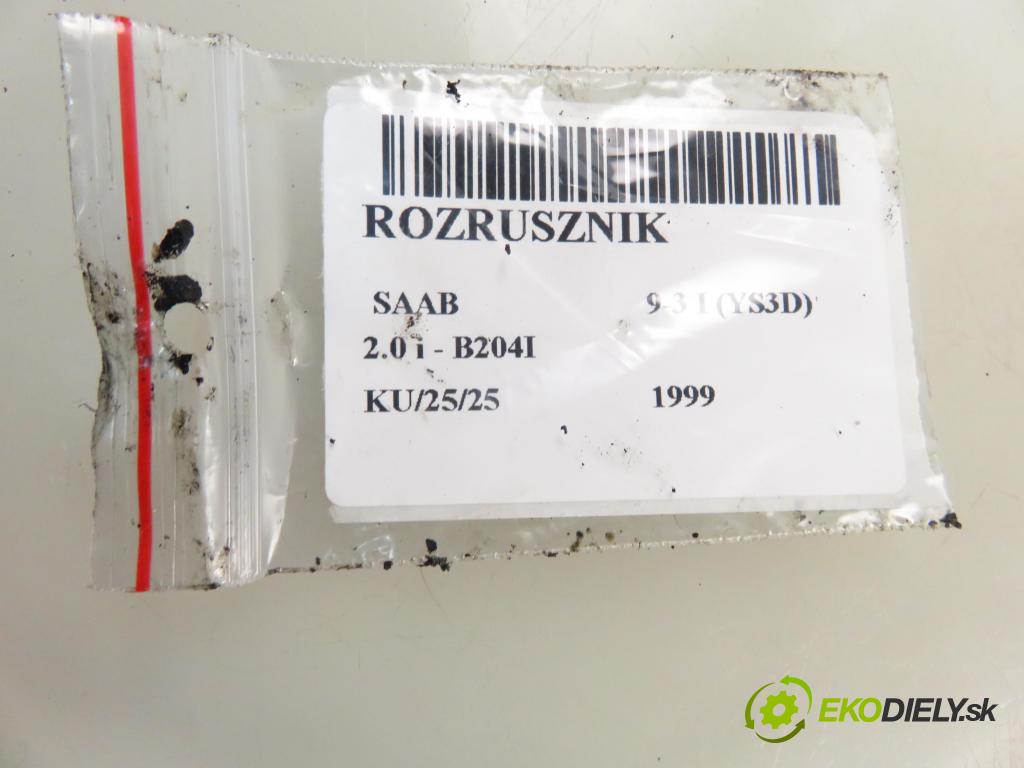 ROZRUSZNIK
SAAB 9-3 I (YS3D)
2.0 i - B204I
KU/25/25 1999
EKODIELY.sk